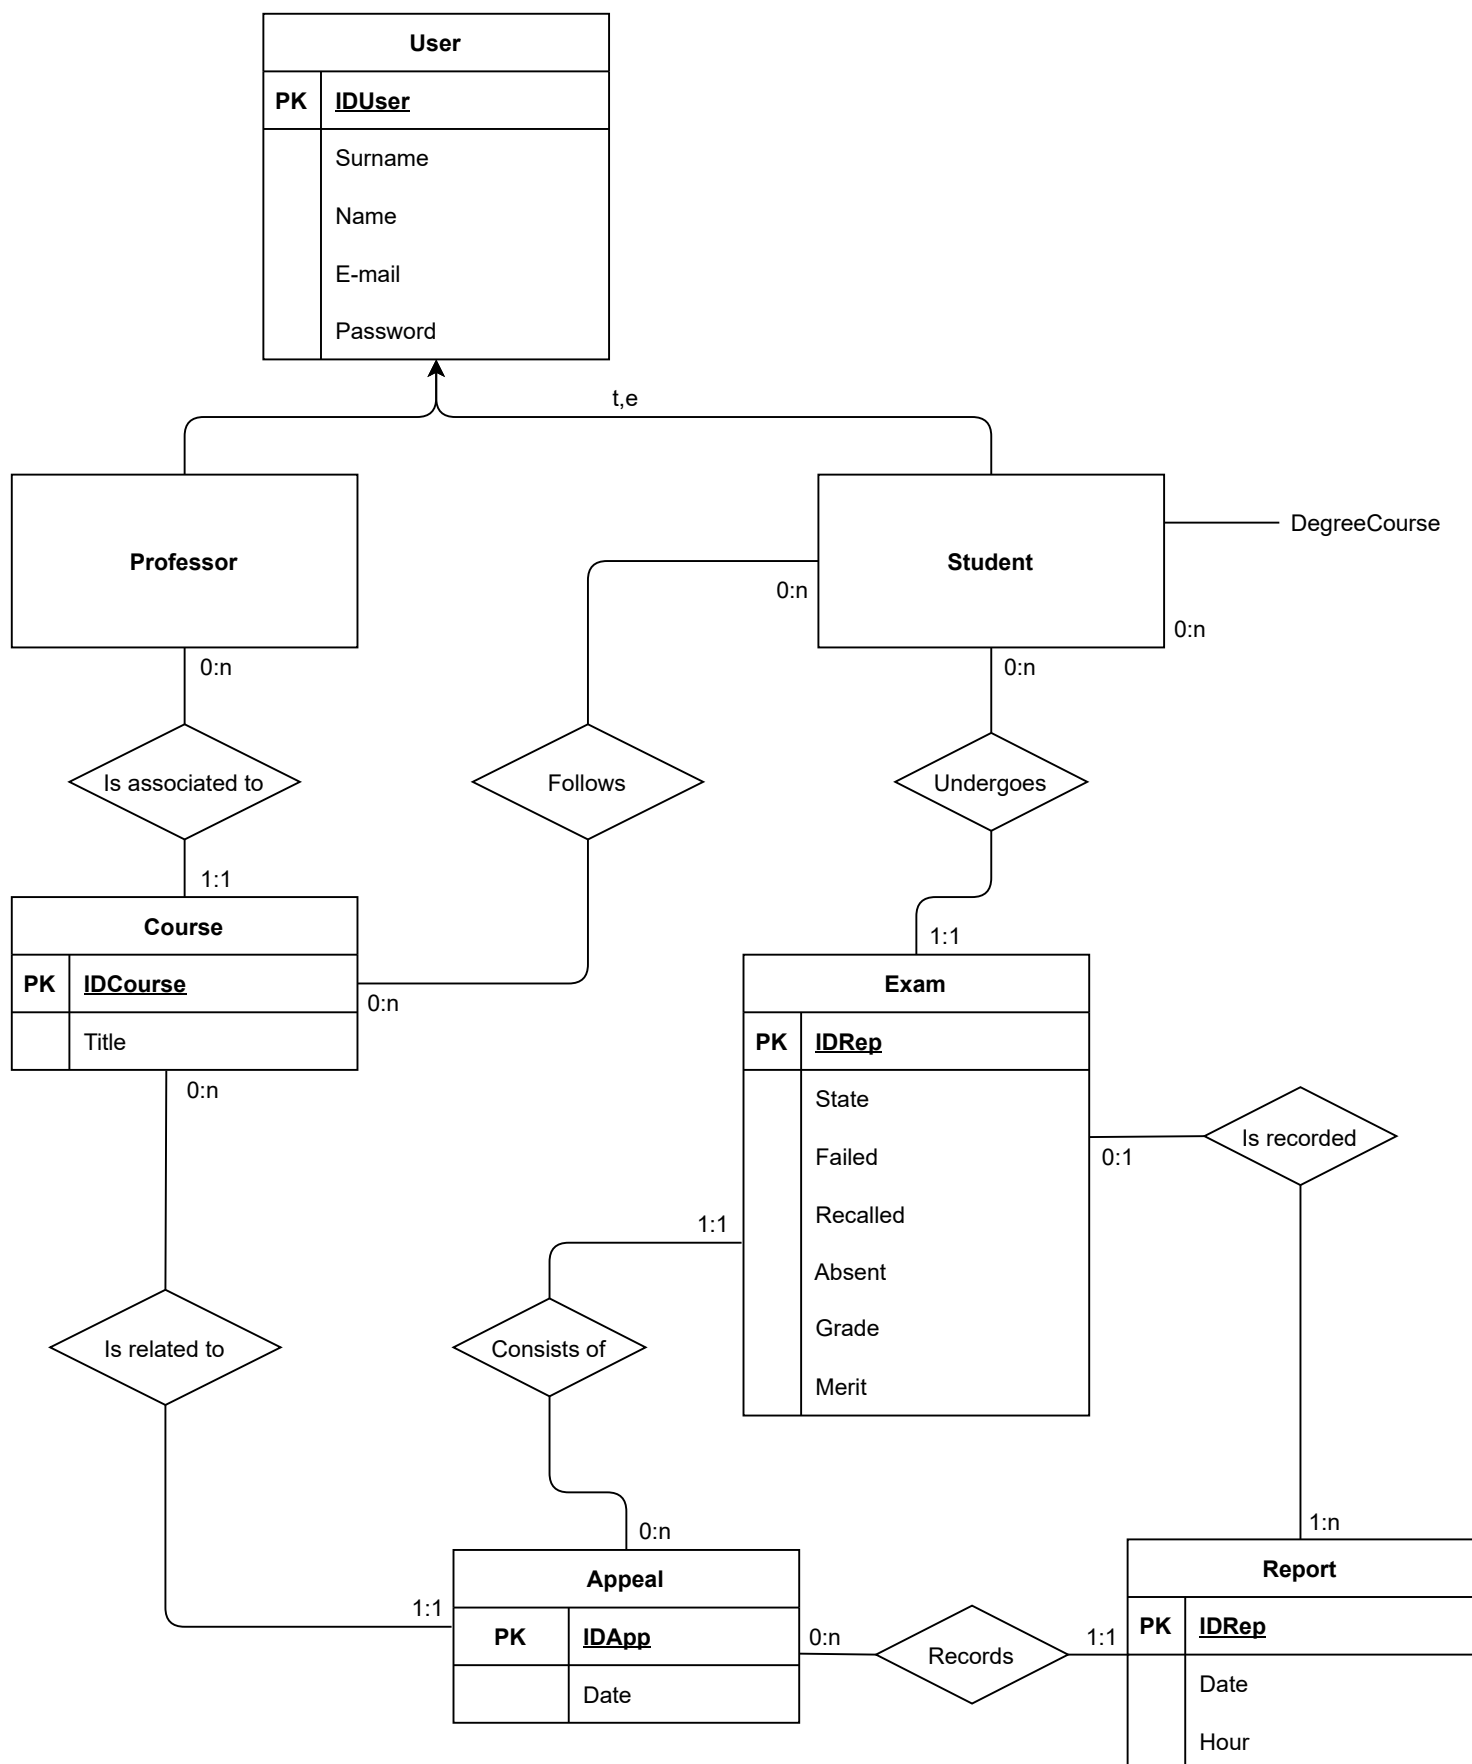 User
PK IDUser
Surname
Name
E-mail
Password
t,e
Professor
Student
DegreeCourse
0:n
0:n
0:n
0:n
Is associated to
Follows
Undergoes
1:1
1:1
Course
PK IDCourse
Title
0:n
0:n
Exam
PK IDRep
State
Failed
Recalled
Absent
Grade
Merit
0:1
Is recorded
1:1
Is related to
Consists of
0:n
1:n
1:1
Appeal
PK IDApp
Date
0:n
Records
1:1
Report
PK IDRep
Date
Hour